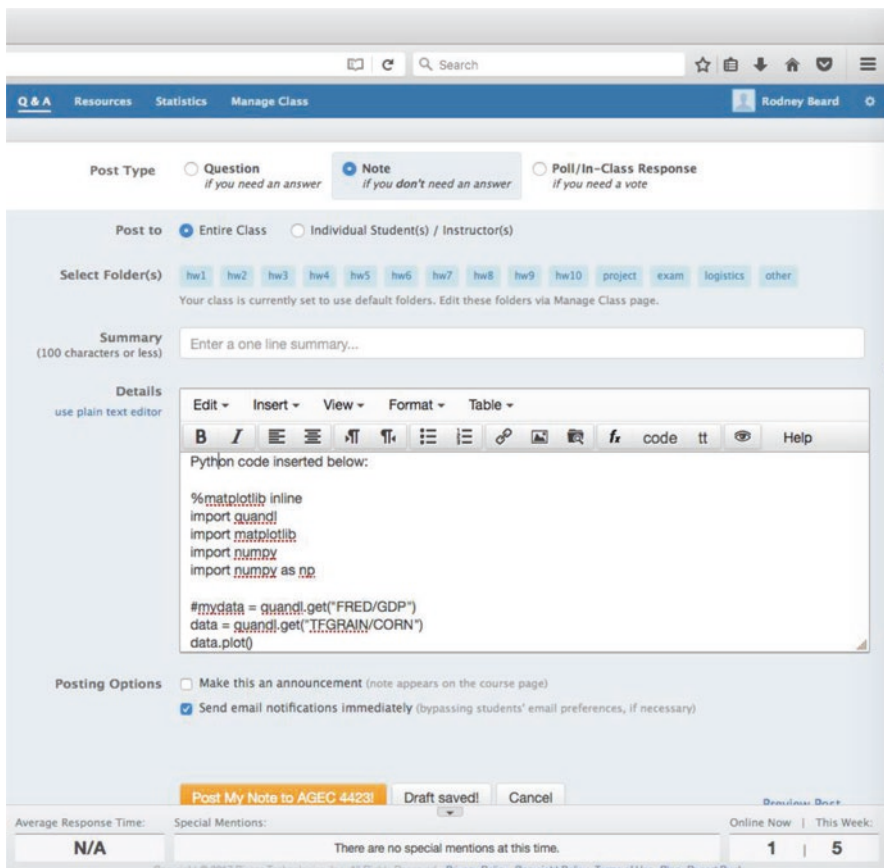 Search
Q & A Resources Statistics Manage Class Rodney Beard
Post Type Question Note Poll/In-Class Response
if you need an answer if you don't need an answer if you need a vote
Post to Entire Class Individual Student(s) / Instructor(s)
Select Folder(s) hw1 hw2 hw3 hw4 hw5 hw6 hw7 hw8 hw9 hw10 project exam logistics other
Your class is currently set to use default folders. Edit these folders via Manage Class page.
Summary
(100 characters or less) Enter a one line summary...
Details
use plain text editor
Edit Insert View Format Table
B I fx code tt Help
Python code inserted below:
%matplotlib inline
import quandl
import matplotlib
import numpy
import numpy as np
#mydata = quandl.get("FRED/GDP")
data = quandl.get("TFGRAIN/CORN")
data.plot()
Posting Options Make this an announcement (note appears on the course page)
Send email notifications immediately (bypassing students' email preferences, if necessary)
Post My Note to AGEC 4423! Draft saved! Cancel Preview Post
Average Response Time: Special Mentions: Online Now | This Week:
N/A There are no special mentions at this time. 1 | 5